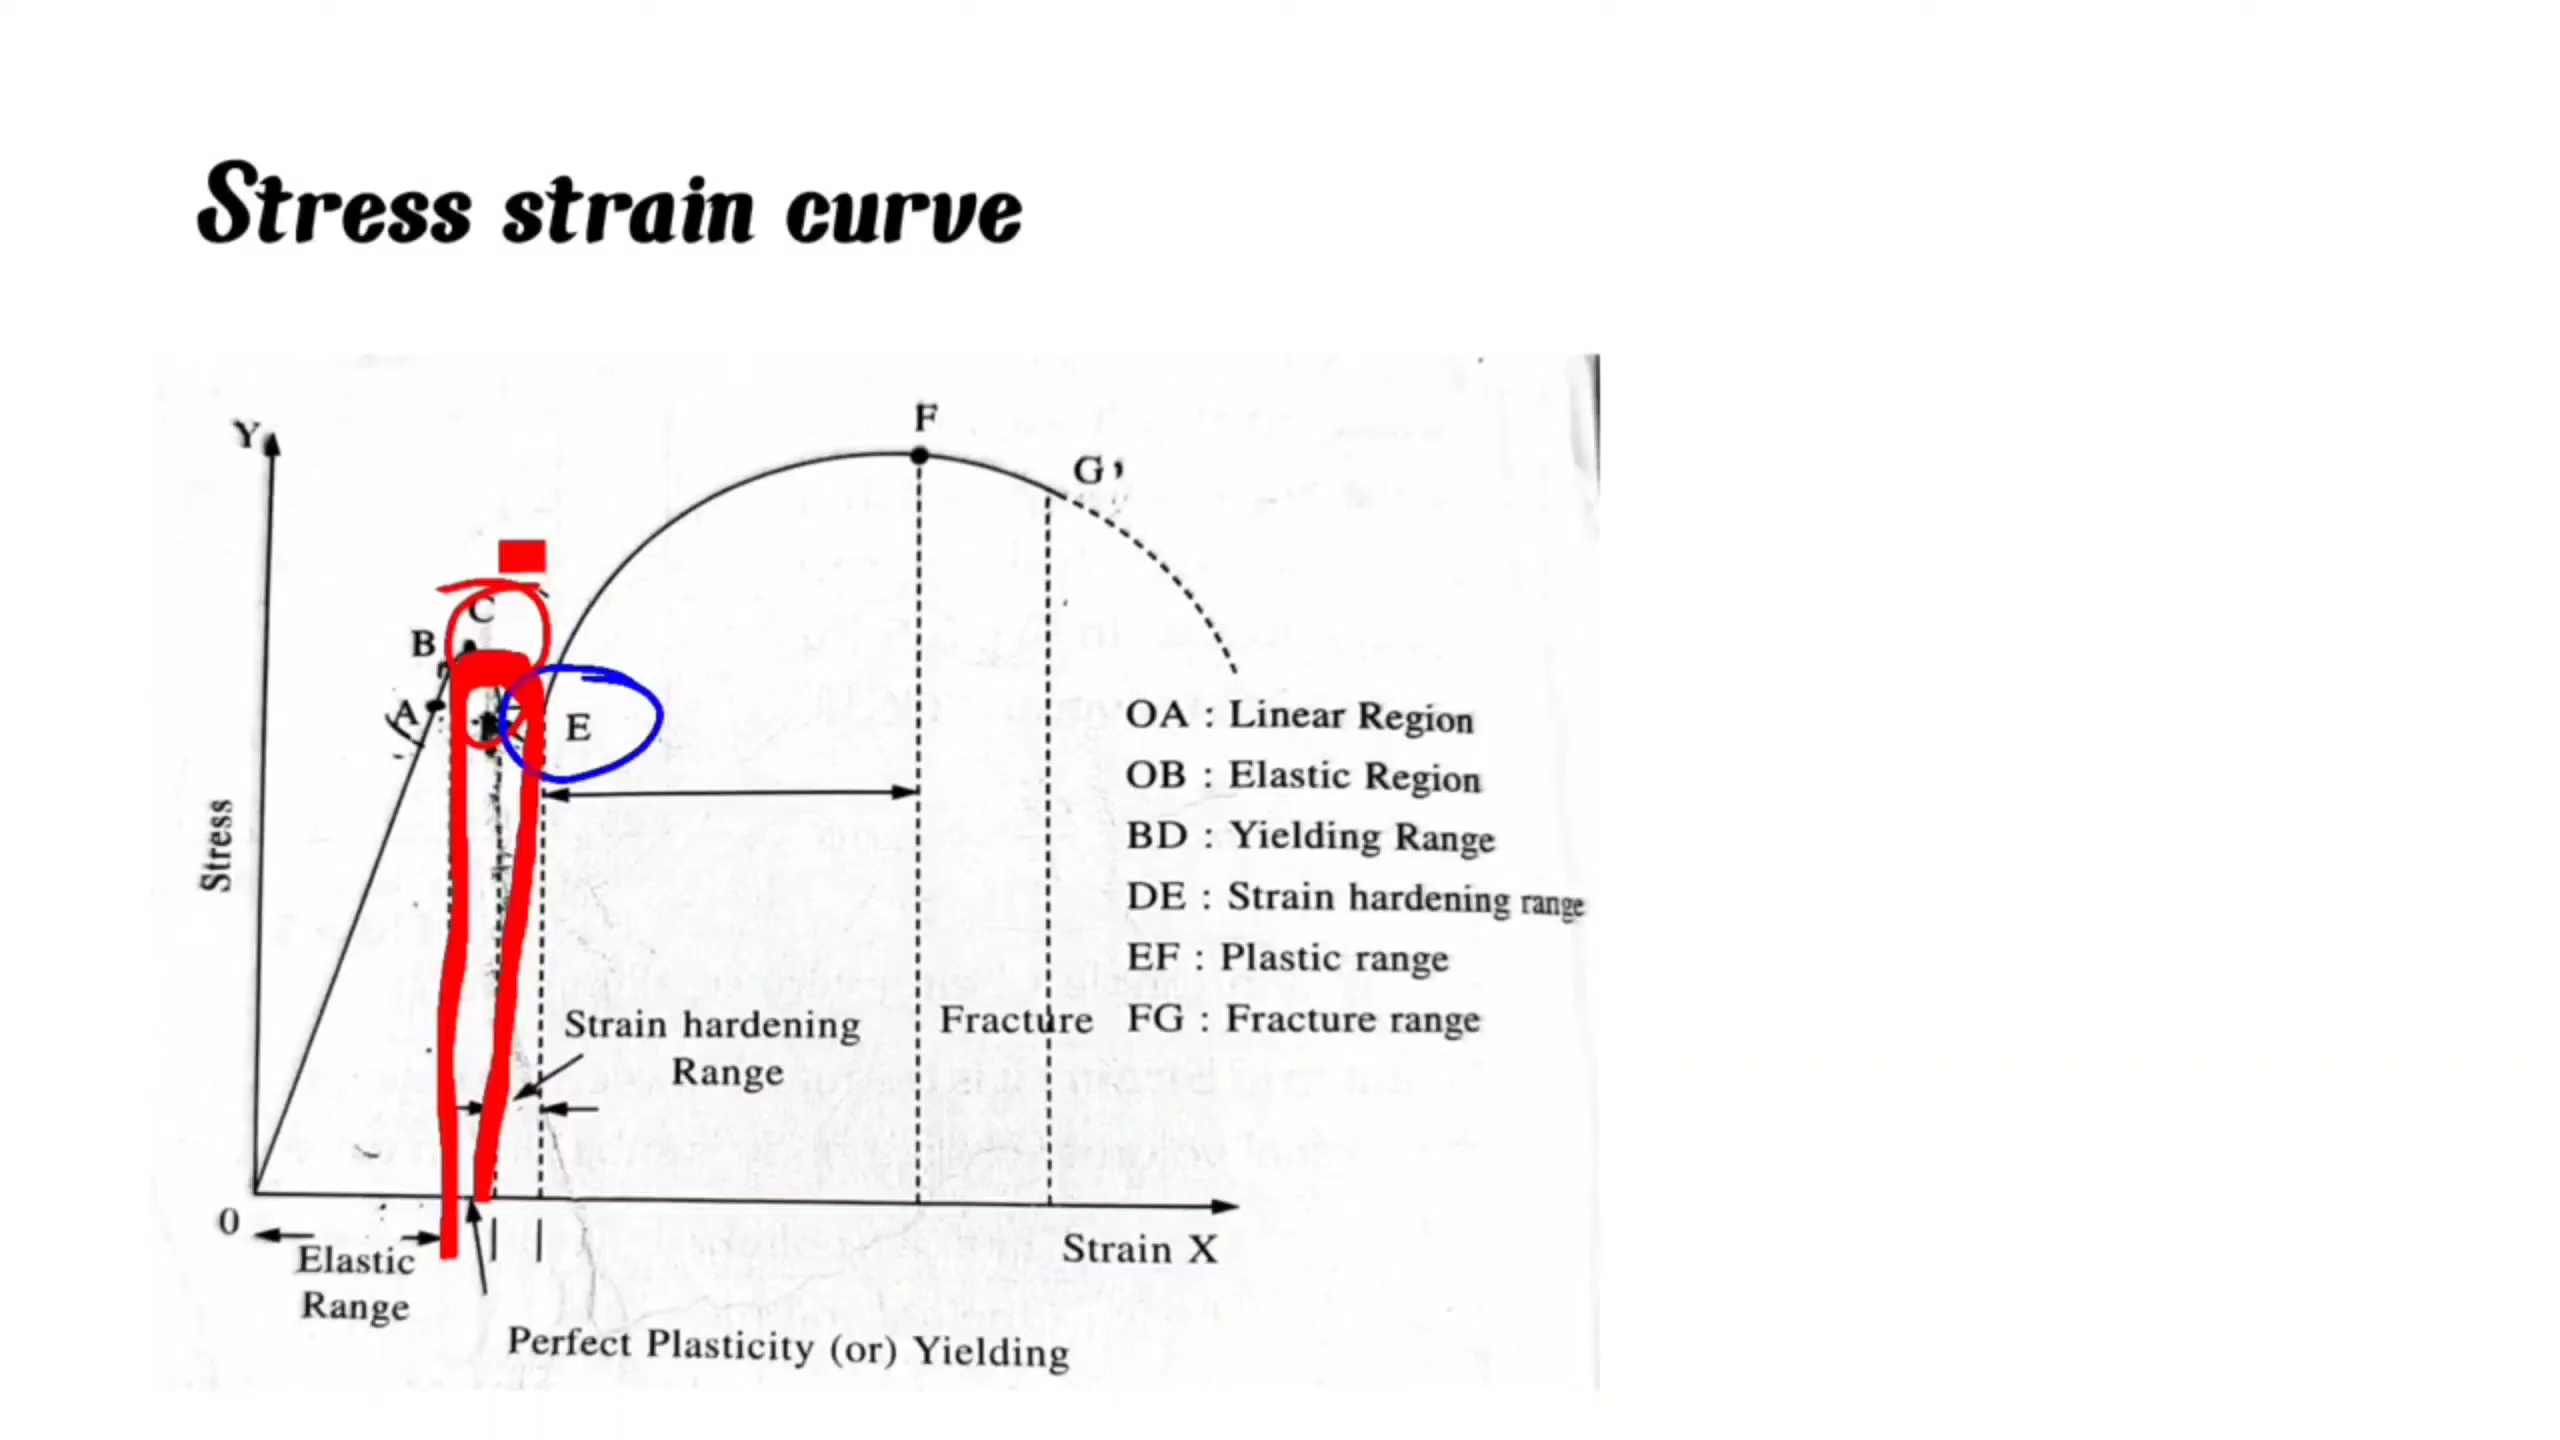 Stress strain curve
Y
F
G'
C
B
A
E
Stress
OA : Linear Region
OB : Elastic Region
BD : Yielding Range
DE : Strain hardening range
EF : Plastic range
FG : Fracture range
Strain hardening
Range
Fracture
0
Elastic
Range
Strain X
Perfect Plasticity (or) Yielding